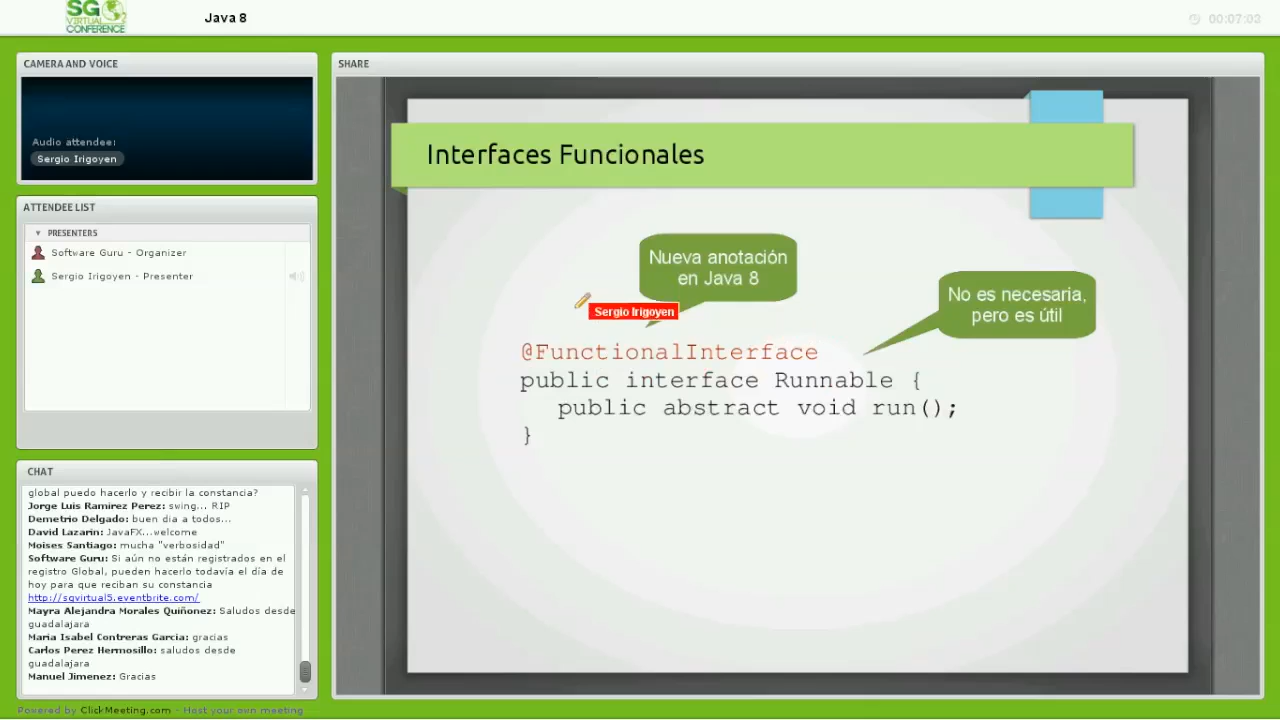 SG
VIRTUAL
CONFERENCE
Java 8
00:07:03
CAMERA AND VOICE
Audio attendee:
Sergio Irigoyen
ATTENDEE LIST
PRESENTERS
Software Guru - Organizer
Sergio Irigoyen - Presenter
CHAT
global puedo hacerlo y recibir la constancia?
Jorge Luis Ramirez Perez: swing... RIP
Demetrio Delgado: buen dia a todos...
David Lazarin: JavaFX...welcome
Moises Santiago: mucha "verbosidad"
Software Guru: Si aún no están registrados en el
registro Global, pueden hacerlo todavía el día de
hoy para que reciban su constancia
http://sgvirtual5.eventbrite.com/
Mayra Alejandra Morales Quiñonez: Saludos desde
guadalajara
Maria Isabel Contreras Garcia: gracias
Carlos Perez Hermosillo: saludos desde
guadalajara
Manuel Jimenez: Gracias
Powered by ClickMeeting.com - Host your own meeting
SHARE
Interfaces Funcionales
Nueva anotación
en Java 8
No es necesaria,
pero es útil
Sergio Irigoyen
@FunctionalInterface
public interface Runnable {
public abstract void run();
}